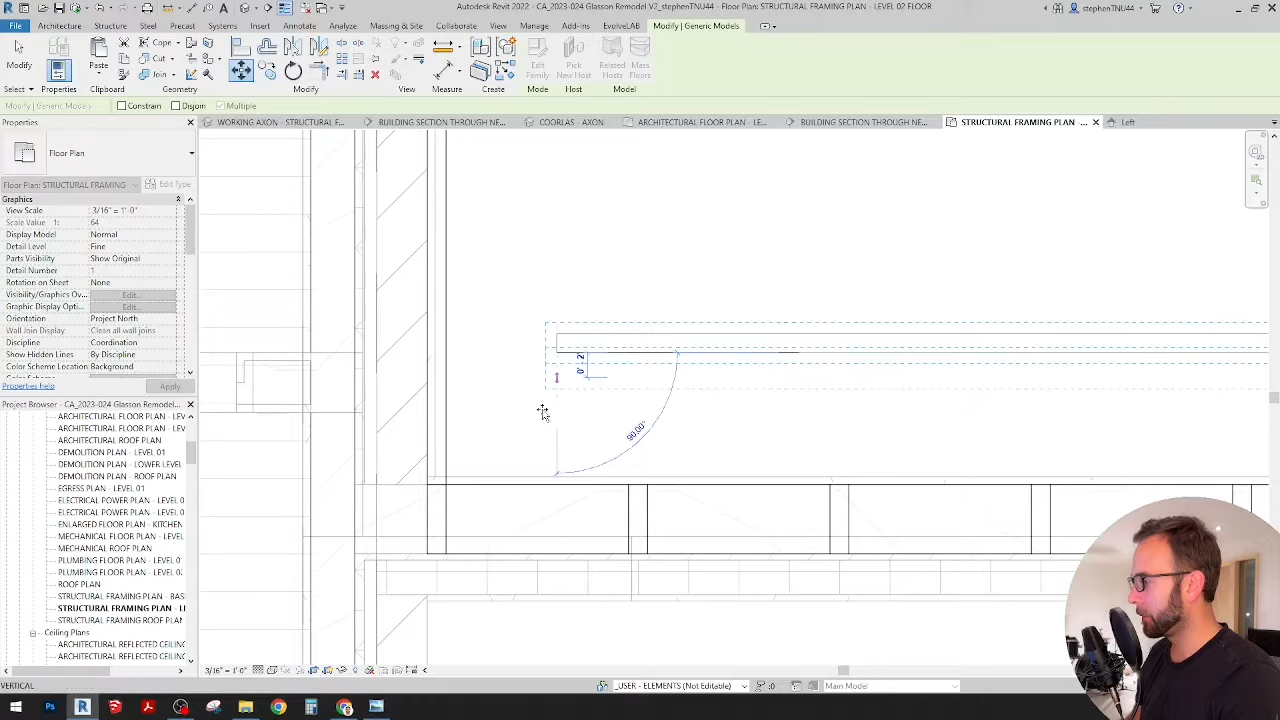 Autodesk Revit 2022 - CA_2023-024 Glasson Remodel V2_stephenTNU44 - Floor Plan: STRUCTURAL FRAMING PLAN - LEVEL 02 FLOOR
stephenTNU44
File Architecture Structure Steel Precast Systems Insert Annotate Analyze Massing & Site Collaborate View Manage Add-Ins EvolveLAB Modify | Generic Models
Modify
Paste
Cope
Cut
Join
Edit Family
Pick New Host
Related Hosts
Mass Floors
Select Properties Clipboard Geometry Modify View Measure Create Mode Host Model
Modify | Generic Models Constrain Disjoin Multiple
Properties
WORKING AXON - STRUCTURAL F... BUILDING SECTION THROUGH NE... COORLAS - AXON ARCHITECTURAL FLOOR PLAN - LE... BUILDING SECTION THROUGH NE... STRUCTURAL FRAMING PLAN - ... Left
Floor Plan
Floor Plan: STRUCTURAL FRAMING
Edit Type
Graphics
View Scale 3/16" = 1'-0"
Scale Value 1: 64
Display Model Normal
Detail Level Fine
Parts Visibility Show Original
Detail Number 1
Rotation on Sheet None
Visibility/Graphics Ov... Edit...
Graphic Display Opti... Edit...
Orientation Project North
Wall Join Display Clean all wall joins
Discipline Coordination
Show Hidden Lines By Discipline
Color Scheme Location Background
Properties help
Apply
Project Browser - CA_2023-024 Glasson Remodel...
ARCHITECTURAL FLOOR PLAN - LEVEL 0
ARCHITECTURAL FLOOR PLAN - LEVEL 0
ARCHITECTURAL ROOF PLAN
DEMOLITION PLAN - LEVEL 01
DEMOLITION PLAN - LOWER LEVEL
DEMOLITION PLAN - ROOF PLAN
EGRESS PLAN - LEVEL 01
ELECTRICAL POWER PLAN - LEVEL 0
ELECTRICAL POWER PLAN - LEVEL 0
ENLARGED FLOOR PLAN - KITCHEN
MECHANICAL FLOOR PLAN - LEVEL 0
MECHANICAL ROOF PLAN
PLUMBING FLOOR PLAN - LEVEL 01
PLUMBING FLOOR PLAN - LEVEL 02
ROOF PLAN
STRUCTURAL FRAMING PLAN - BAS
STRUCTURAL FRAMING PLAN - LE
STRUCTURAL FRAMING ROOF PLAN
Ceiling Plans
ARCHITECTURAL REFLECTED CEILING
ARCHITECTURAL REFLECTED CEILING
90.00°
3/16" = 1'-0"
VERTICAL
_USER - ELEMENTS (Not Editable)
:0
Main Model